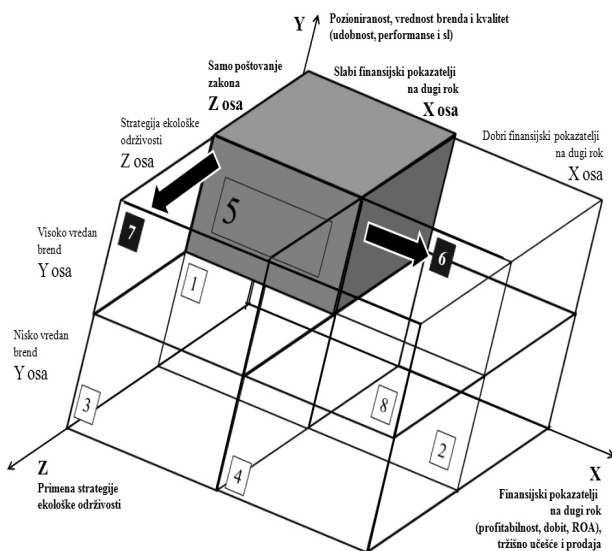 Y
Pozioniranost, vrednost brenda i kvalitet
(udobnost, performanse i sl)
Samo poštovanje
zakona
Z osa
Slabi finansijski pokazatelji
na dugi rok
X osa
Strategija ekološke
održivosti
Z osa
Dobri finansijski pokazatelji
na dugi rok
X osa
5
7
6
Visoko vredan
brend
Y osa
1
Nisko vredan
brend
Y osa
3
8
4
2
Z
Primena strategije
ekološke održivosti
X
Finansijski pokazatelji
na dugi rok
(profitabilnost, dobit, ROA),
tržišno učešće i prodaja